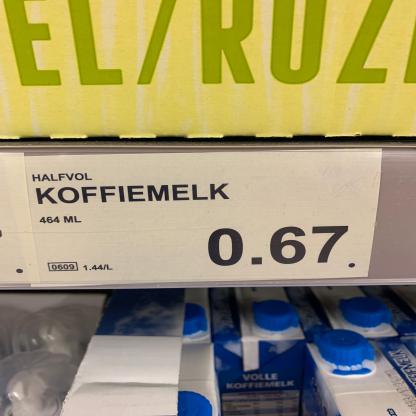 EL/ROZ
HALFVOL
KOFFIEMELK
464 ML
0.67.
0609 1.44/L
VOLLE
KOFFIEMELK